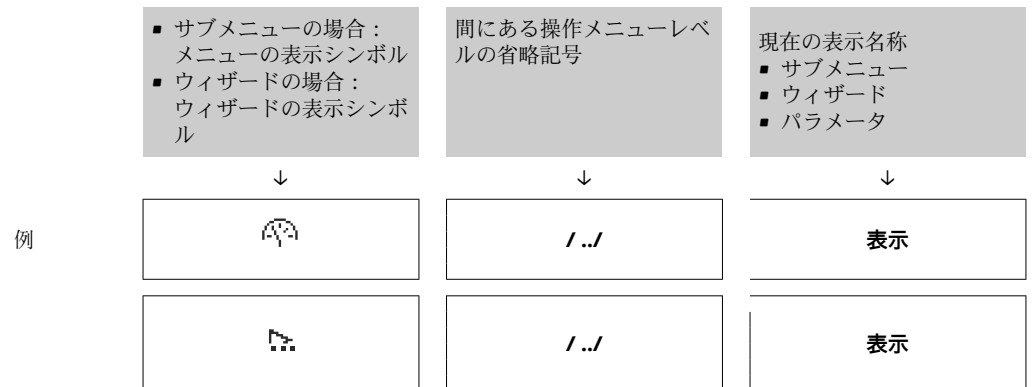 ▪ サブメニューの場合：
メニューの表示シンボル
▪ ウィザードの場合：
ウィザードの表示シンボ
ル
間にある操作メニューレベ
ルの省略記号
現在の表示名称
▪ サブメニュー
▪ ウィザード
▪ パラメータ
↓ ↓ ↓
例
/ ../ 表示
/ ../ 表示